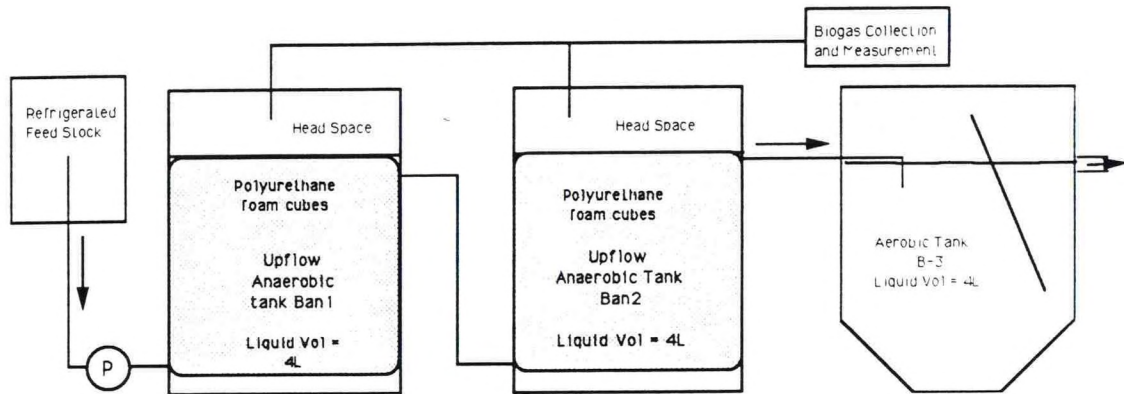 Biogas Collection
and Measurement
Refrigerated
Feed Stock
Head Space
Head Space
Polyurethane
foam cubes
Upflow
Anaerobic
tank Ban1
Liquid Vol =
4L
Polyurethane
foam cubes
Upflow
Anaerobic Tank
Ban2
Liquid Vol = 4L
Aerobic Tank
B-3
Liquid Vol = 4L
P